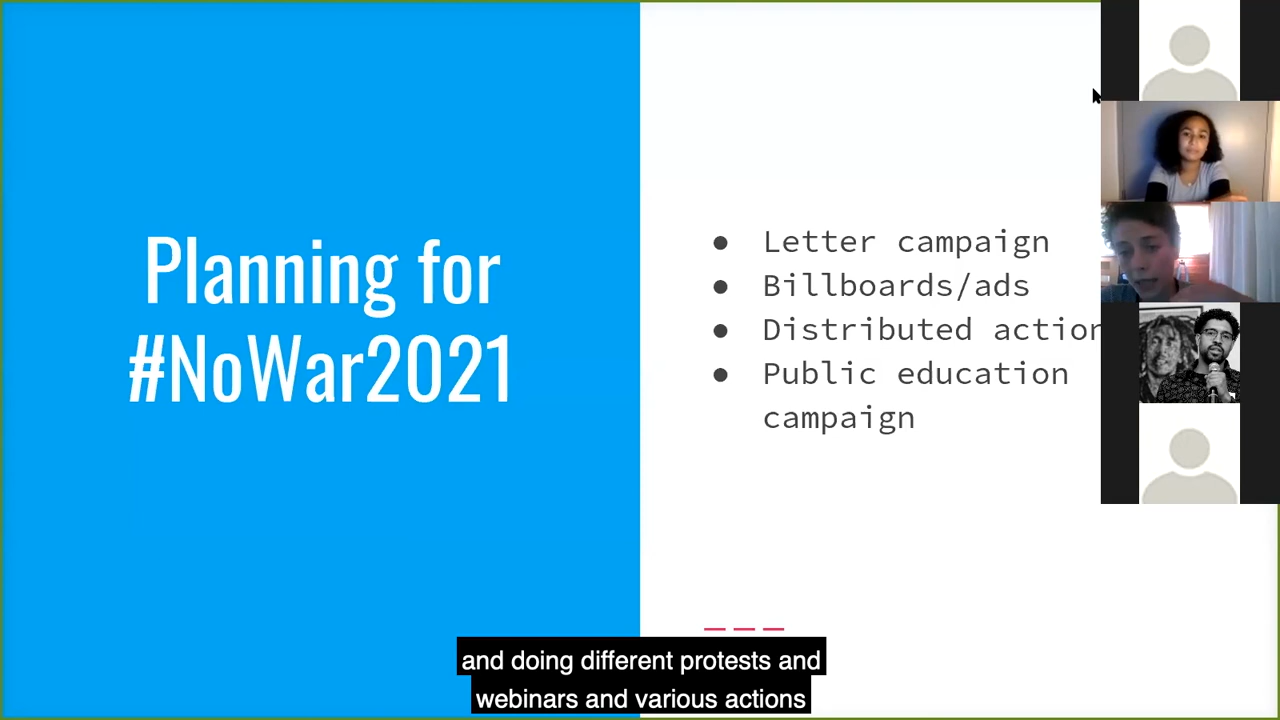 Planning for
#NoWar2021
● Letter campaign
● Billboards/ads
● Distributed action
● Public education
campaign
and doing different protests and
webinars and various actions